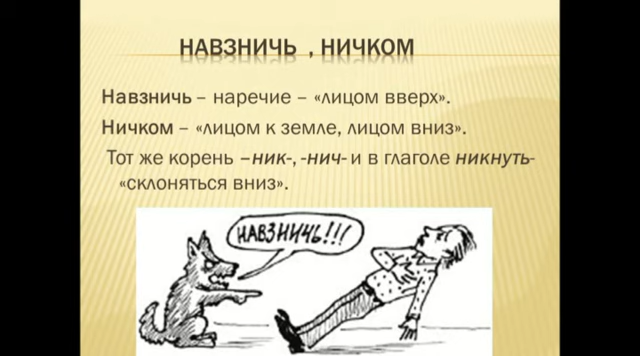 НАВЗНИЧЬ , НИЧКОМ
Навзничь – наречие – «лицом вверх».
Ничком – «лицом к земле, лицом вниз».
Тот же корень –ник-, -нич- и в глаголе никнуть-
«склоняться вниз».
НАВЗНИЧЬ!!!